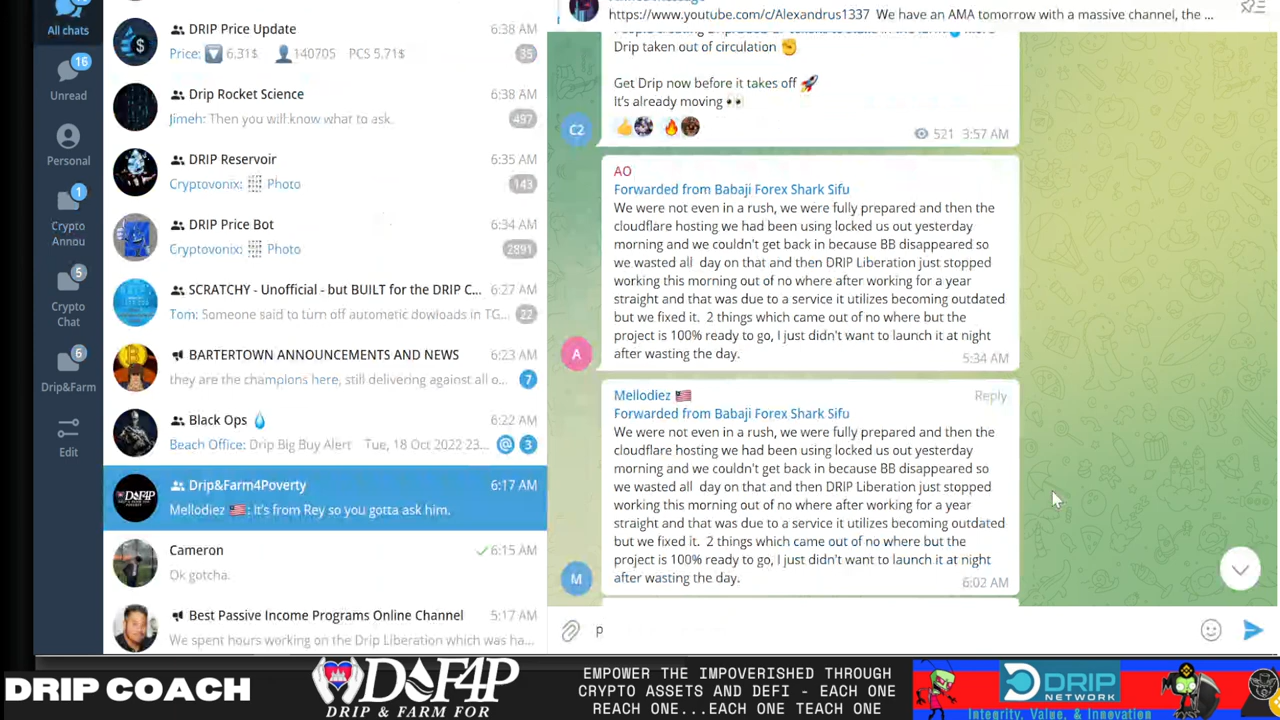 All chats
16
Unread
Personal
1
Crypto
Annou
5
Crypto
Chat
6
Drip&Farm
Edit
DRIP Price Update 6:38 AM
Price: 6.31$ 140705 PCS 5.71$ 35
Drip Rocket Science 6:38 AM
Jimeh: Then you will know what to ask. 497
DRIP Reservoir 6:35 AM
Cryptovonix: Photo 143
DRIP Price Bot 6:34 AM
Cryptovonix: Photo 2891
SCRATCHY - Unofficial - but BUILT for the DRIP C... 6:27 AM
Tom: Someone said to turn off automatic dowloads in TG... 22
BARTERTOWN ANNOUNCEMENTS AND NEWS 6:23 AM
they are the champions here, still delivering against all o... 7
Black Ops 💧 6:22 AM
Beach Office: Drip Big Buy Alert Tue, 18 Oct 2022 23... @ 3
Drip&Farm4Poverty 6:17 AM
Mellodiez 🇺🇸: It's from Rey so you gotta ask him.
Cameron 6:15 AM
Ok gotcha.
Best Passive Income Programs Online Channel 5:17 AM
We spent hours working on the Drip Liberation which was ha...
https://www.youtube.com/c/Alexandrus1337 We have an AMA tomorrow with a massive channel, the ...
Drip taken out of circulation ✊
Get Drip now before it takes off 🚀
It's already moving 👀
C2
521 3:57 AM
AO
Forwarded from Babaji Forex Shark Sifu
We were not even in a rush, we were fully prepared and then the
cloudflare hosting we had been using locked us out yesterday
morning and we couldn't get back in because BB disappeared so
we wasted all day on that and then DRIP Liberation just stopped
working this morning out of no where after working for a year
straight and that was due to a service it utilizes becoming outdated
but we fixed it. 2 things which came out of no where but the
project is 100% ready to go, I just didn't want to launch it at night
after wasting the day.
A
5:34 AM
Mellodiez 🇺🇸 Reply
Forwarded from Babaji Forex Shark Sifu
We were not even in a rush, we were fully prepared and then the
cloudflare hosting we had been using locked us out yesterday
morning and we couldn't get back in because BB disappeared so
we wasted all day on that and then DRIP Liberation just stopped
working this morning out of no where after working for a year
straight and that was due to a service it utilizes becoming outdated
but we fixed it. 2 things which came out of no where but the
project is 100% ready to go, I just didn't want to launch it at night
after wasting the day.
M
6:02 AM
p
DRIP COACH
D&F4P
DRIP & FARM FOR
EMPOWER THE IMPOVERISHED THROUGH
CRYPTO ASSETS AND DEFI - EACH ONE
REACH ONE...EACH ONE TEACH ONE
DRIP
NETWORK
Integrity, Value, & Innovation